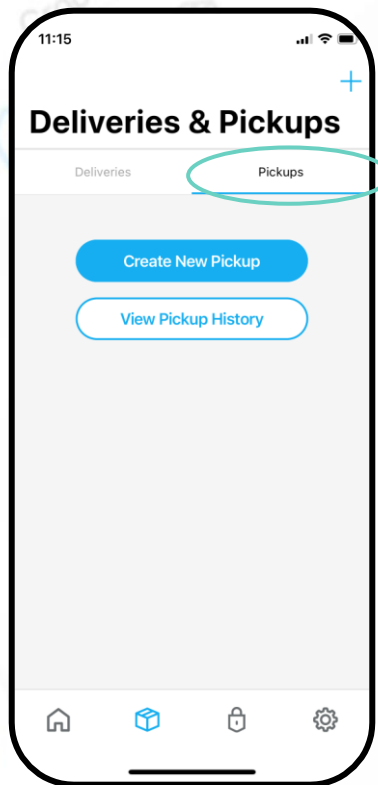 11:15
Deliveries & Pickups
Deliveries Pickups
Create New Pickup
View Pickup History